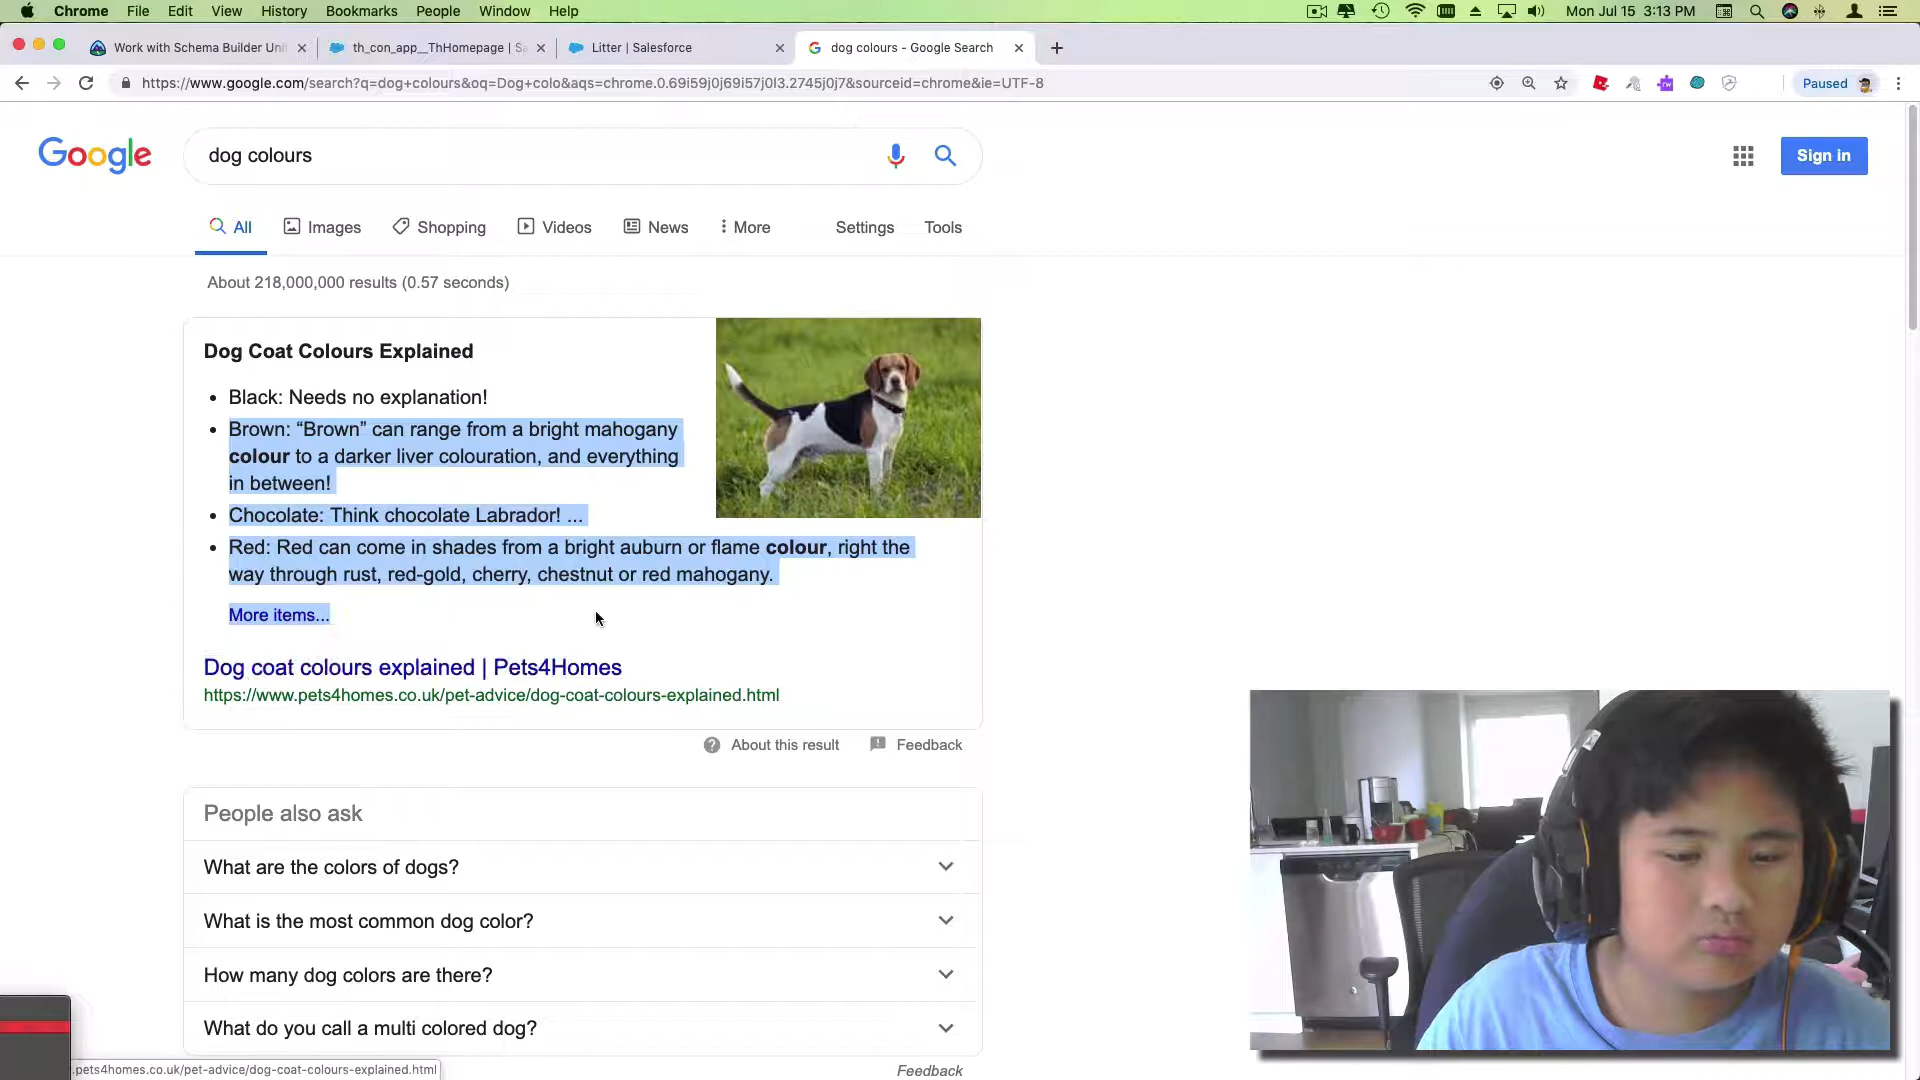 Chrome File Edit View History Bookmarks People Window Help Mon Jul 15 3:13 PM
Work with Schema Builder Uni th_con_app__ThHomepage | Sa Litter | Salesforce dog colours - Google Search
https://www.google.com/search?q=dog+colours&oq=Dog+colo&aqs=chrome.0.69i59j0j69i57j0l3.2745j0j7&sourceid=chrome&ie=UTF-8 Paused
Google dog colours Sign in
All Images Shopping Videos News More Settings Tools
About 218,000,000 results (0.57 seconds)
Dog Coat Colours Explained
• Black: Needs no explanation!
• Brown: “Brown” can range from a bright mahogany
colour to a darker liver colouration, and everything
in between!
• Chocolate: Think chocolate Labrador! ...
• Red: Red can come in shades from a bright auburn or flame colour, right the
way through rust, red-gold, cherry, chestnut or red mahogany.
More items...
Dog coat colours explained | Pets4Homes
https://www.pets4homes.co.uk/pet-advice/dog-coat-colours-explained.html
About this result Feedback
People also ask
What are the colors of dogs?
What is the most common dog color?
How many dog colors are there?
What do you call a multi colored dog?
.pets4homes.co.uk/pet-advice/dog-coat-colours-explained.html Feedback